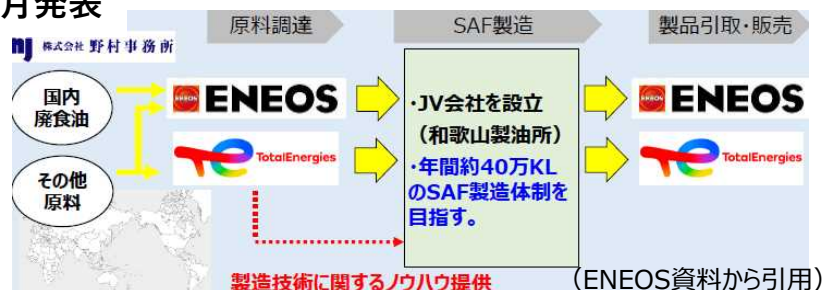 月発表
原料調達
SAF製造
製品引取・販売
nj 株式会社 野村事務所
国内
廃食油
その他
原料
ENEOS
ENEOS
TotalEnergies
・JV会社を設立
（和歌山製油所）
・年間約40万KL
のSAF製造体制を
目指す。
ENEOS
ENEOS
TotalEnergies
製造技術に関するノウハウ提供
（ENEOS資料から引用）